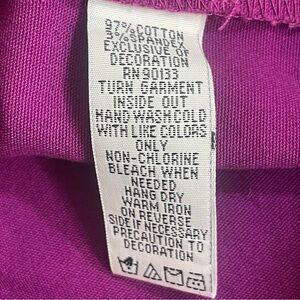 97% COTTON
3% SPANDEX
EXCLUSIVE OF
DECORATION
RN 90133
TURN GARMENT
INSIDE OUT
HAND WASH COLD
WITH LIKE COLORS
ONLY
NON-CHLORINE
BLEACH WHEN
NEEDED
HANG DRY
WARM IRON
ON REVERSE
SIDE IF NECESSARY
PRECAUTION TO
DECORATION